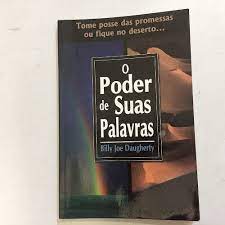 Tome posse das promessas
ou fique no deserto...
O
Poder
de Suas
Palavras
Billy Joe Daugherty